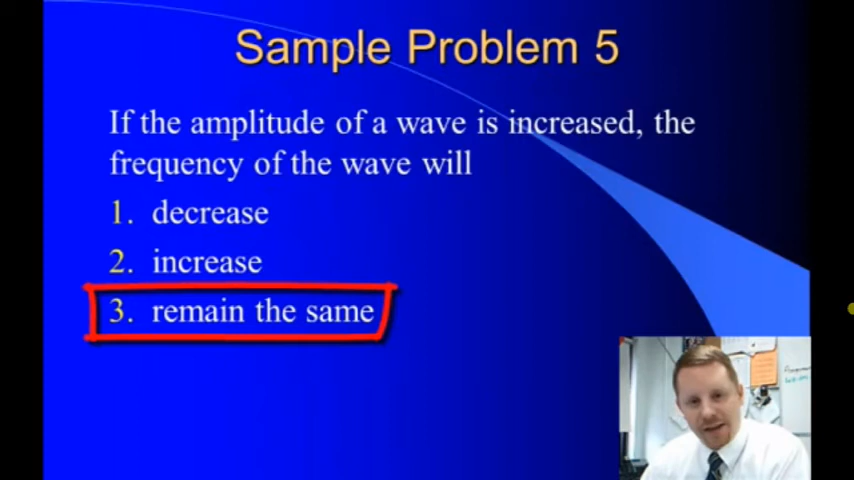 Sample Problem 5
If the amplitude of a wave is increased, the
frequency of the wave will
1. decrease
2. increase
3. remain the same